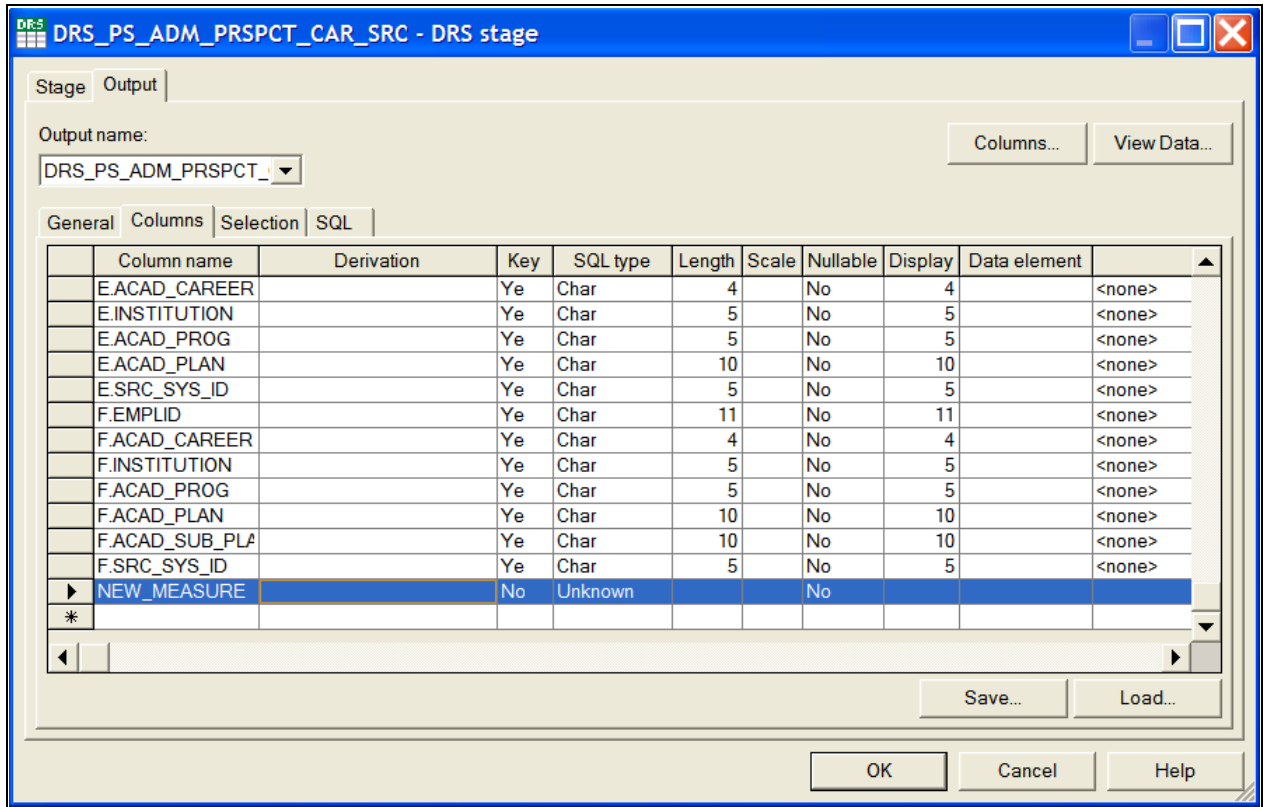 DRS DRS_PS_ADM_PRSPCT_CAR_SRC - DRS stage
Stage Output
Output name:
Columns... View Data...
DRS_PS_ADM_PRSPCT_
General Columns Selection SQL
Column name Derivation Key SQL type Length Scale Nullable Display Data element
E.ACAD_CAREER Ye Char 4 No 4 <none>
E.INSTITUTION Ye Char 5 No 5 <none>
E.ACAD_PROG Ye Char 5 No 5 <none>
E.ACAD_PLAN Ye Char 10 No 10 <none>
E.SRC_SYS_ID Ye Char 5 No 5 <none>
F.EMPLID Ye Char 11 No 11 <none>
F.ACAD_CAREER Ye Char 4 No 4 <none>
F.INSTITUTION Ye Char 5 No 5 <none>
F.ACAD_PROG Ye Char 5 No 5 <none>
F.ACAD_PLAN Ye Char 10 No 10 <none>
F.ACAD_SUB_PLA Ye Char 10 No 10 <none>
F.SRC_SYS_ID Ye Char 5 No 5 <none>
NEW_MEASURE No Unknown No
Save... Load...
OK Cancel Help